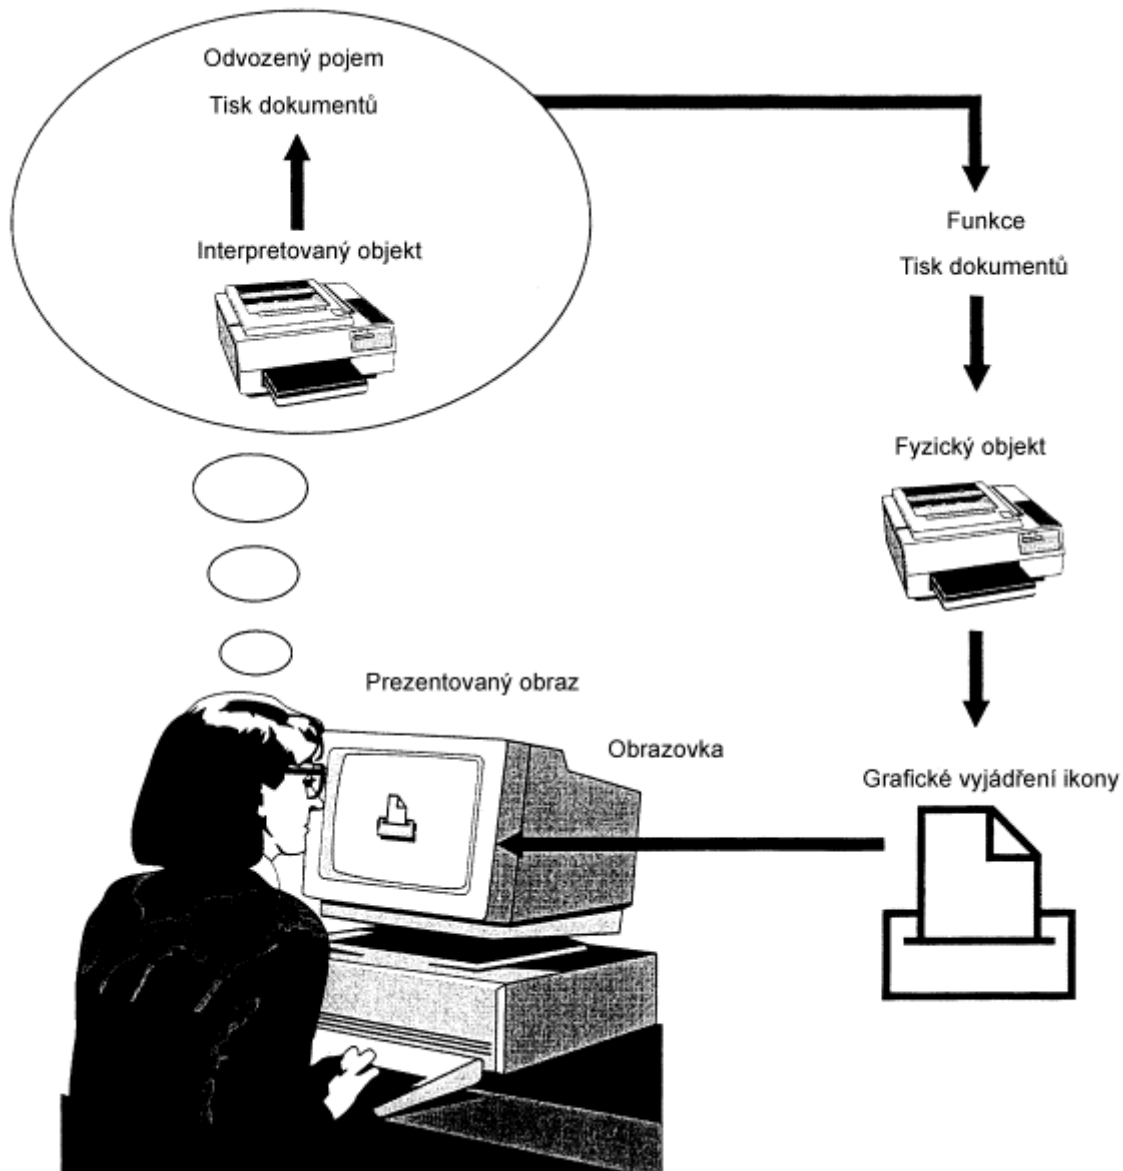 Odvozený pojem
Tisk dokumentů
Interpretovaný objekt
Funkce
Tisk dokumentů
Fyzický objekt
Prezentovaný obraz
Obrazovka
Grafické vyjádření ikony